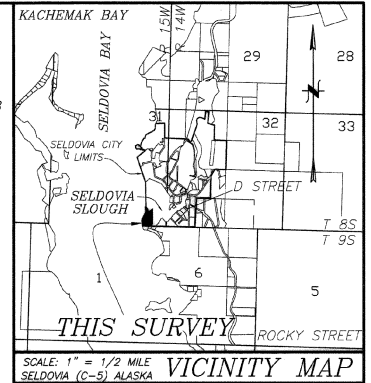 KACHEMAK BAY
SELDOVIA BAY
R 15W
R 14W
29
28
N
31
32
33
SELDOVIA CITY
LIMITS
SELDOVIA
SLOUGH
D STREET
T 8S
T 9S
1
6
5
THIS SURVEY
ROCKY STREET
SCALE: 1" = 1/2 MILE
SELDOVIA (C-5) ALASKA
VICINITY MAP